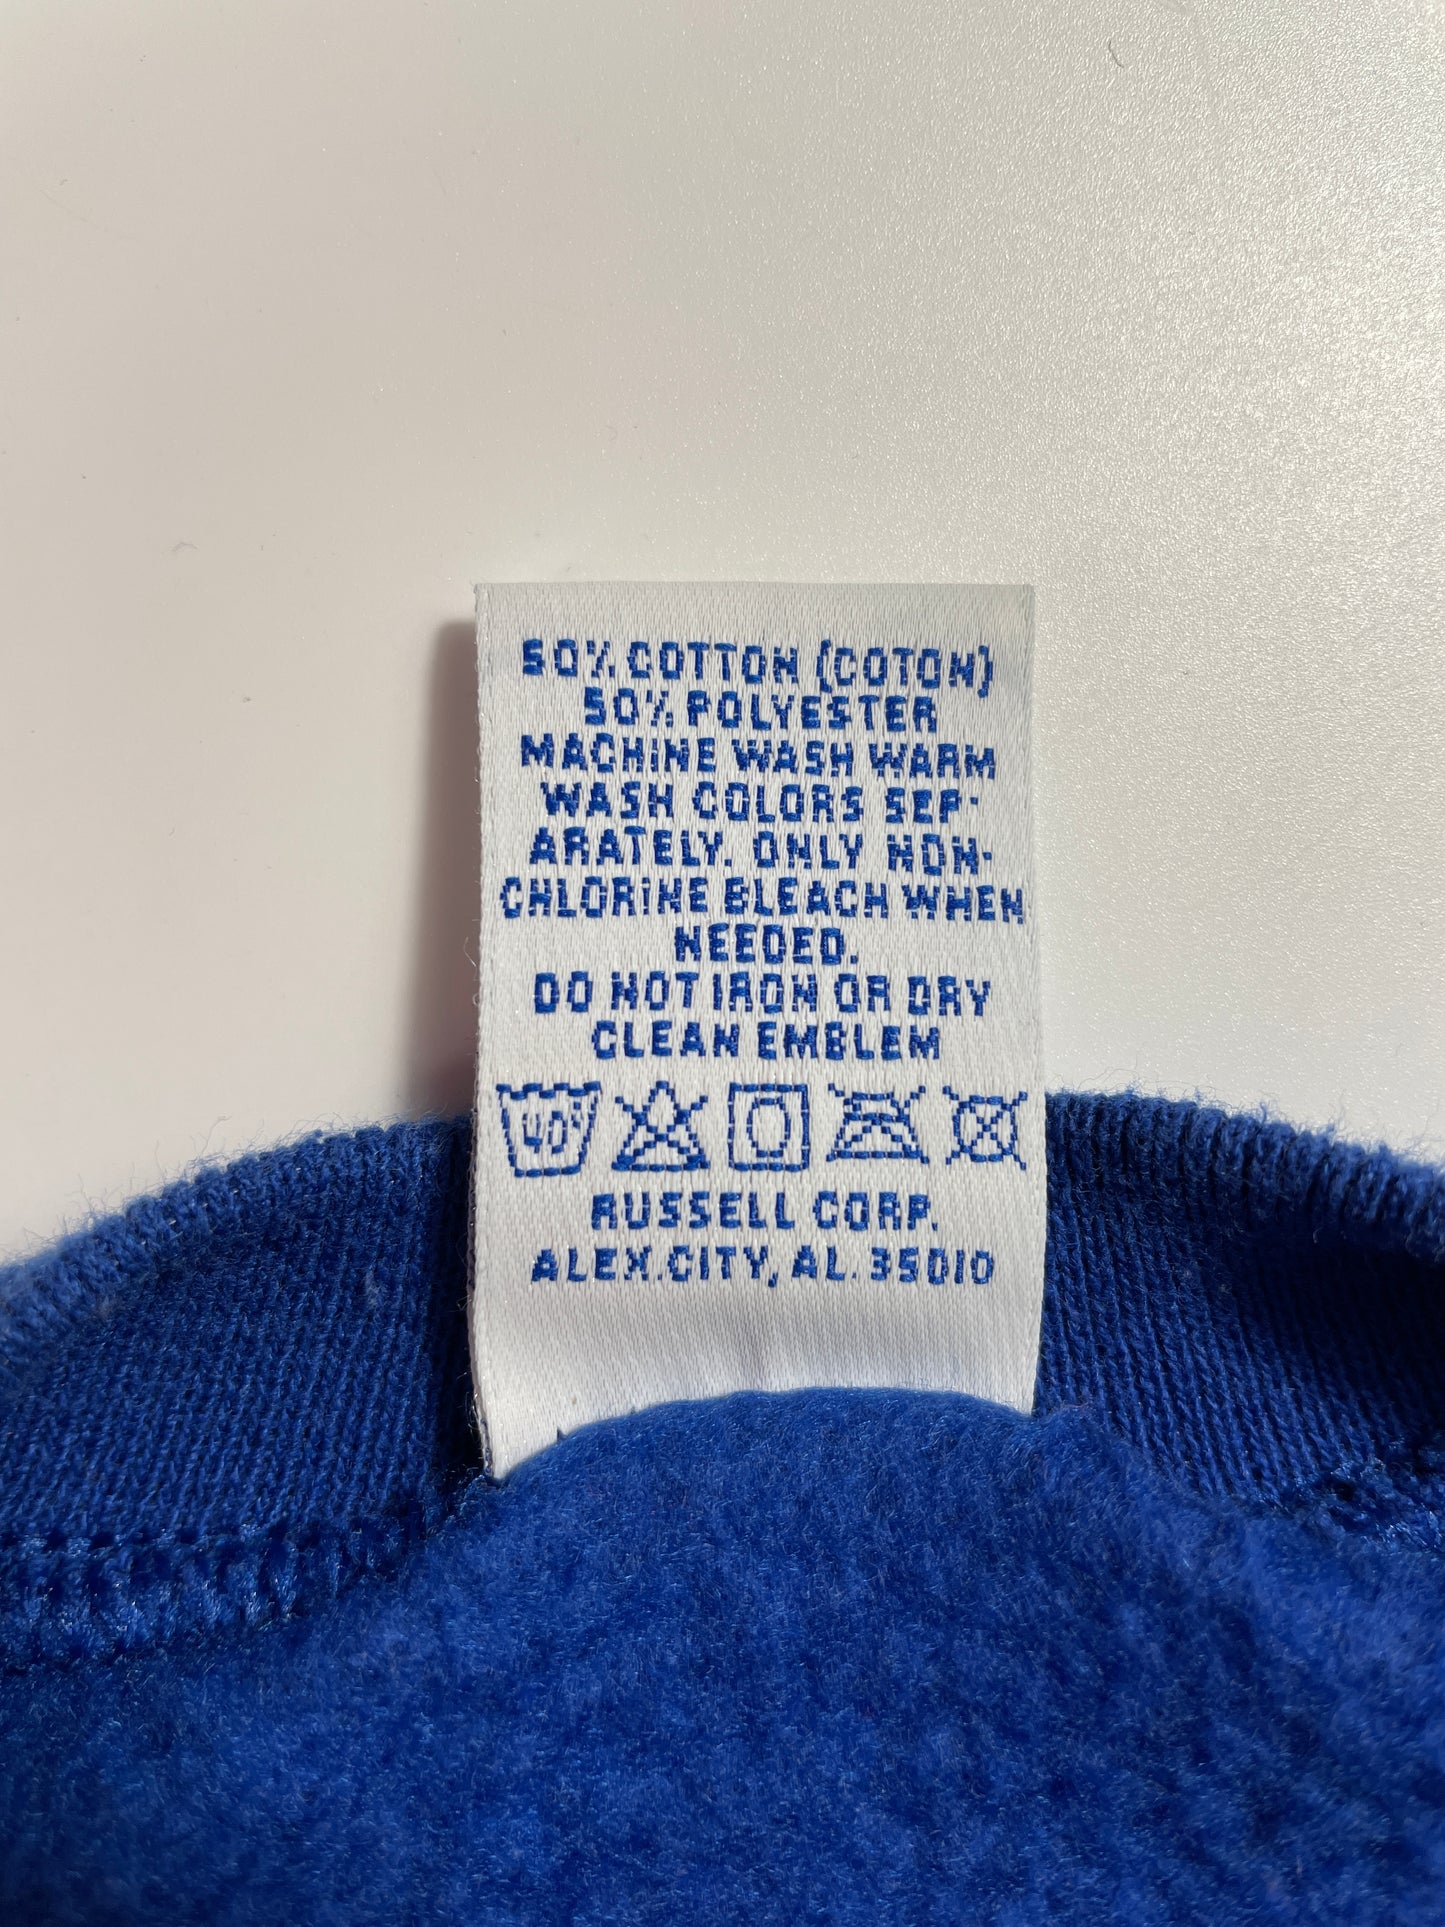 50% COTTON (COTON)
50% POLYESTER
MACHINE WASH WARM
WASH COLORS SEP-
ARATELY. ONLY NON-
CHLORINE BLEACH WHEN
NEEDED.
DO NOT IRON OR DRY
CLEAN EMBLEM
40°
RUSSELL CORP.
ALEX.CITY, AL. 35010